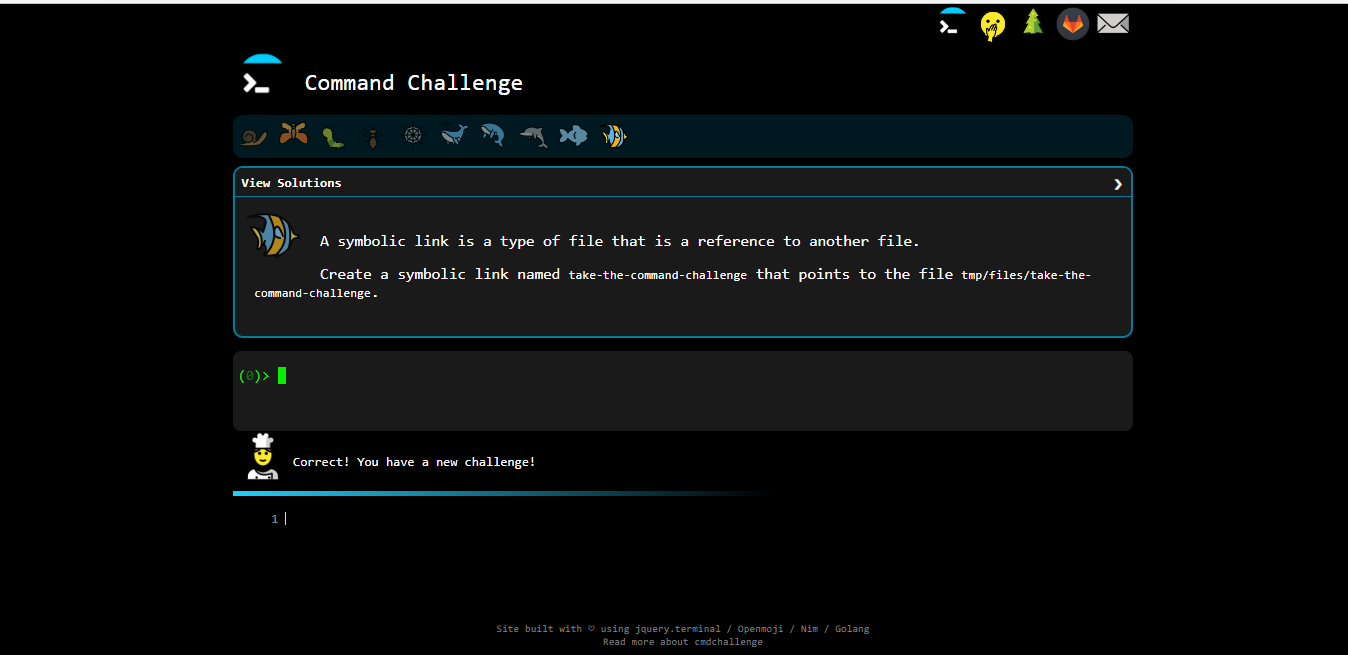 Command Challenge
View Solutions
A symbolic link is a type of file that is a reference to another file.
Create a symbolic link named take-the-command-challenge that points to the file tmp/files/take-the-
command-challenge.
(0)>
Correct! You have a new challenge!
1
Site built with ♡ using jquery.terminal / Openmoji / Nim / Golang
Read more about cmdchallenge